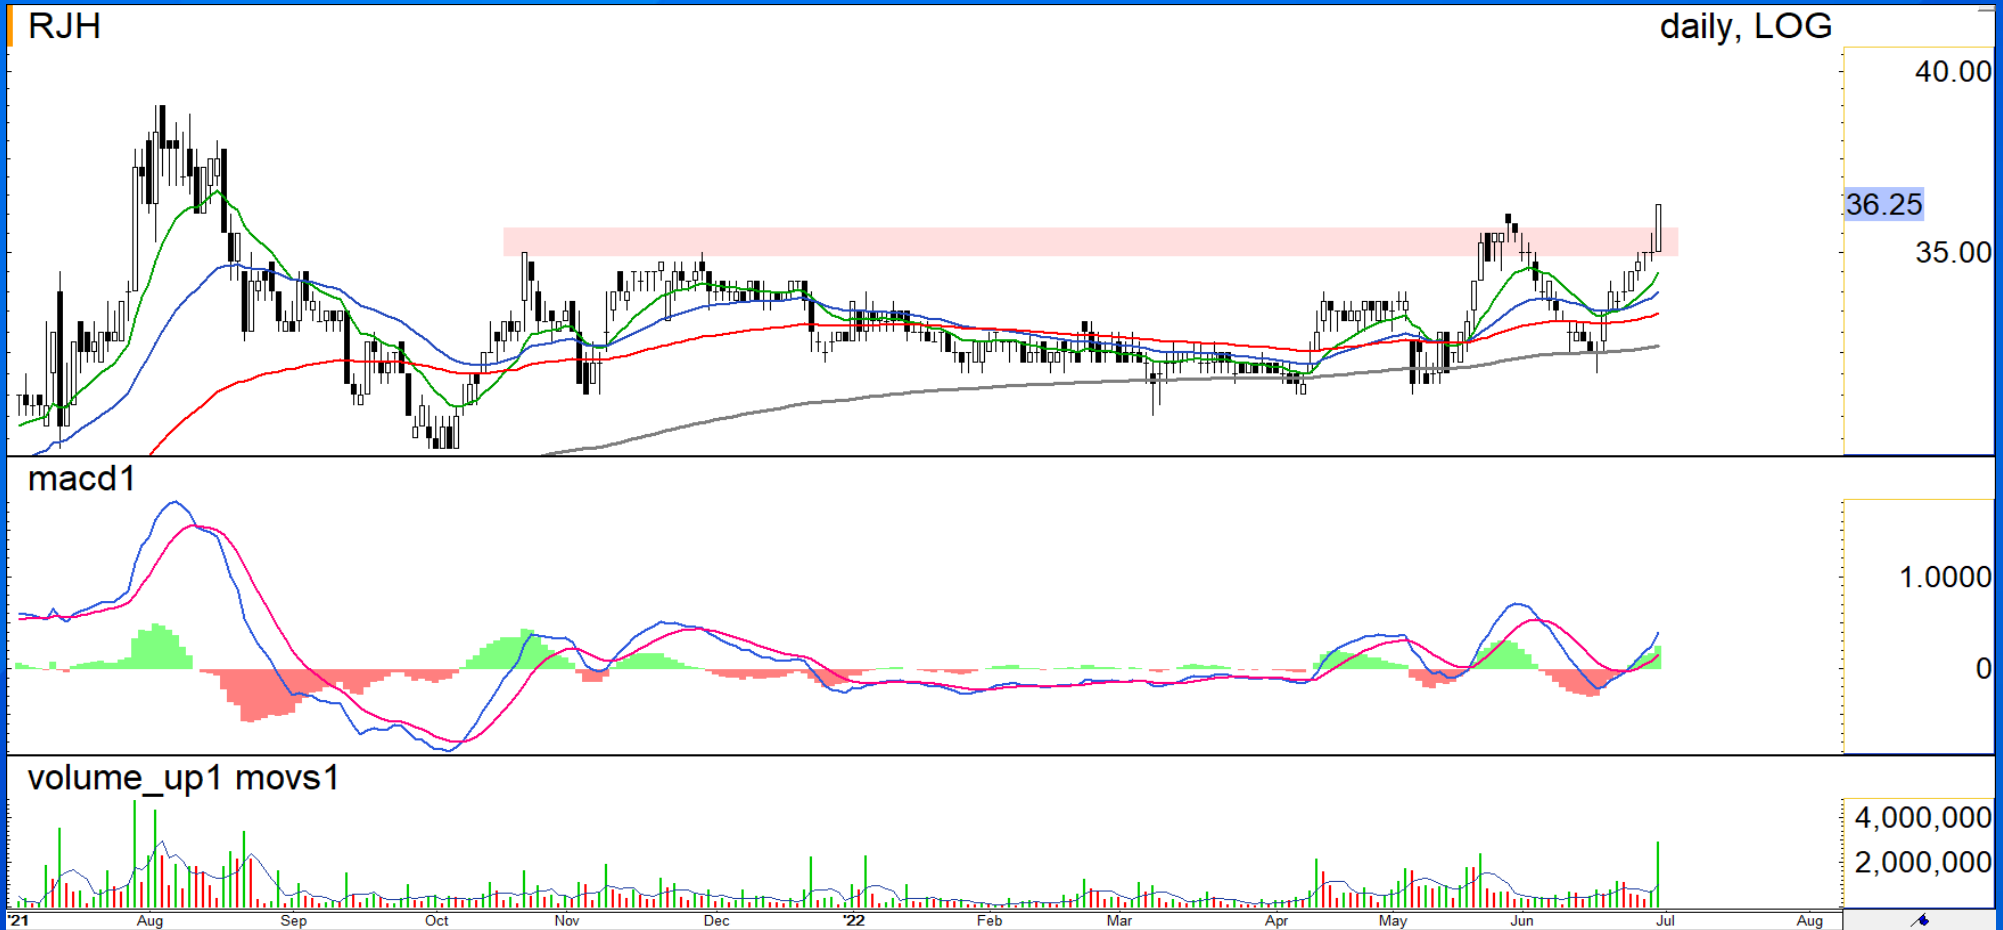 RJH
daily, LOG
40.00
36.25
35.00
macd1
1.0000
0
volume_up1 movs1
4,000,000
2,000,000
'21 Aug Sep Oct Nov Dec '22 Feb Mar Apr May Jun Jul Aug